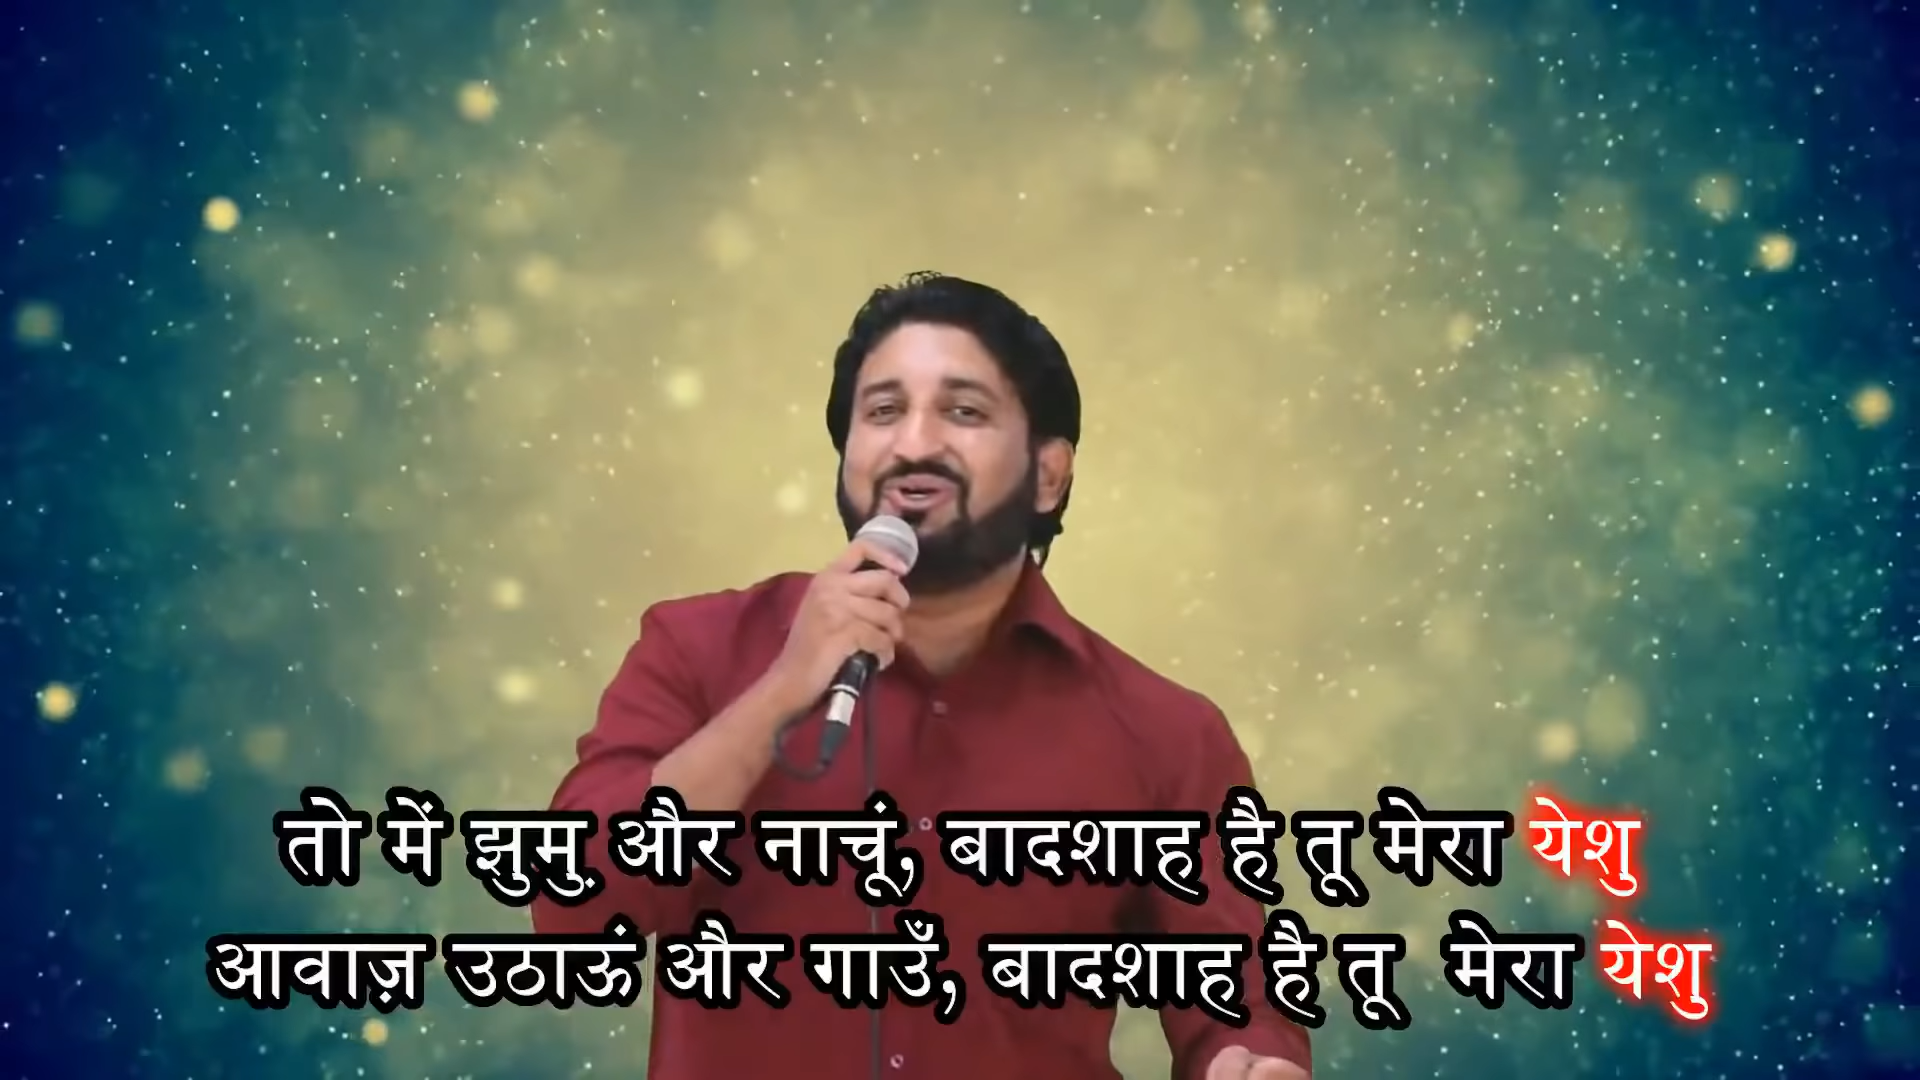 तो में झुमु और नाचूं, बादशाह है तू मेरा येशु
आवाज़ उठाऊं और गाउँ, बादशाह है तू मेरा येशु